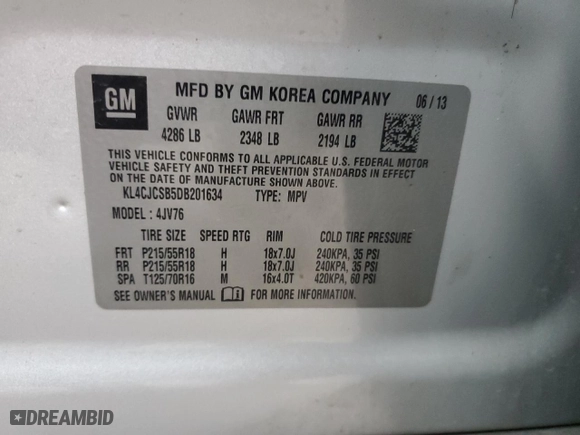 GM
MFD BY GM KOREA COMPANY 06 / 13
GVWR GAWR FRT GAWR RR
4286 LB 2348 LB 2194 LB
THIS VEHICLE CONFORMS TO ALL APPLICABLE U.S. FEDERAL MOTOR
VEHICLE SAFETY AND THEFT PREVENTION STANDARDS IN EFFECT
ON THE DATE OF MANUFACTURE SHOWN ABOVE.
KL4CJCSB5DB201634 TYPE: MPV
MODEL : 4JV76
TIRE SIZE SPEED RTG RIM COLD TIRE PRESSURE
FRT P215/55R18 H 18x7.0J 240KPA, 35 PSI
RR P215/55R18 H 18x7.0J 240KPA, 35 PSI
SPA T125/70R16 M 16x4.0T 420KPA, 60 PSI
SEE OWNER'S MANUAL FOR MORE INFORMATION.
DREAMBID